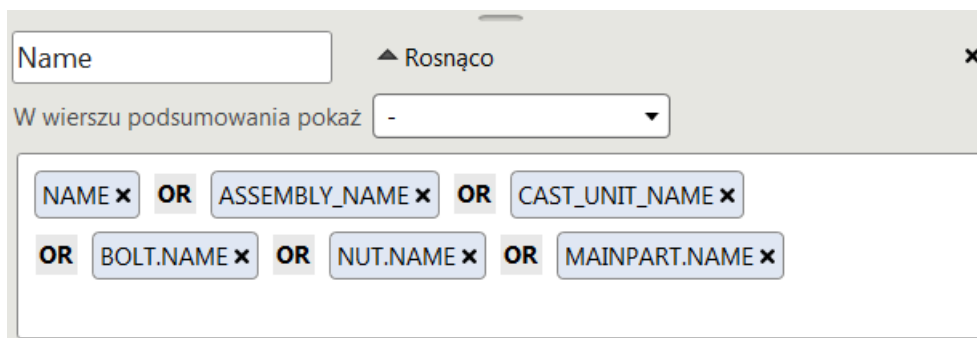 Name Rosnąco
W wierszu podsumowania pokaż -
NAME OR ASSEMBLY_NAME OR CAST_UNIT_NAME
OR BOLT.NAME OR NUT.NAME OR MAINPART.NAME